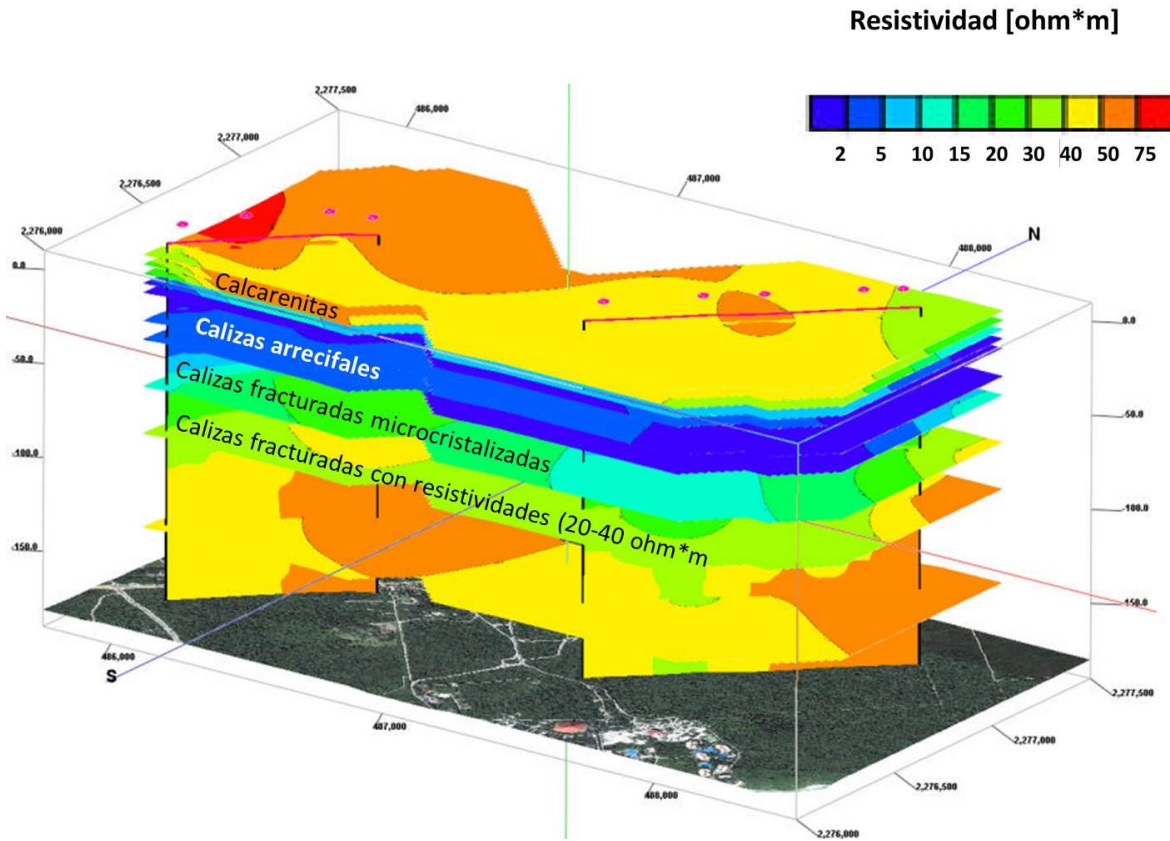 Resistividad [ohm*m]
2 5 10 15 20 30 40 50 75
2,277,500
486,000
2,277,000
487,000
2,276,500
488,000
N
2,276,000
0.0
0.0
Calcarenitas
Calizas arrecifales
-50.0
-50.0
Calizas fracturadas microcristalizadas
-100.0
-100.0
Calizas fracturadas con resistividades (20-40 ohm*m
-150.0
-150.0
486,000
S
487,000
488,000
2,277,500
2,277,000
2,276,500
2,276,000